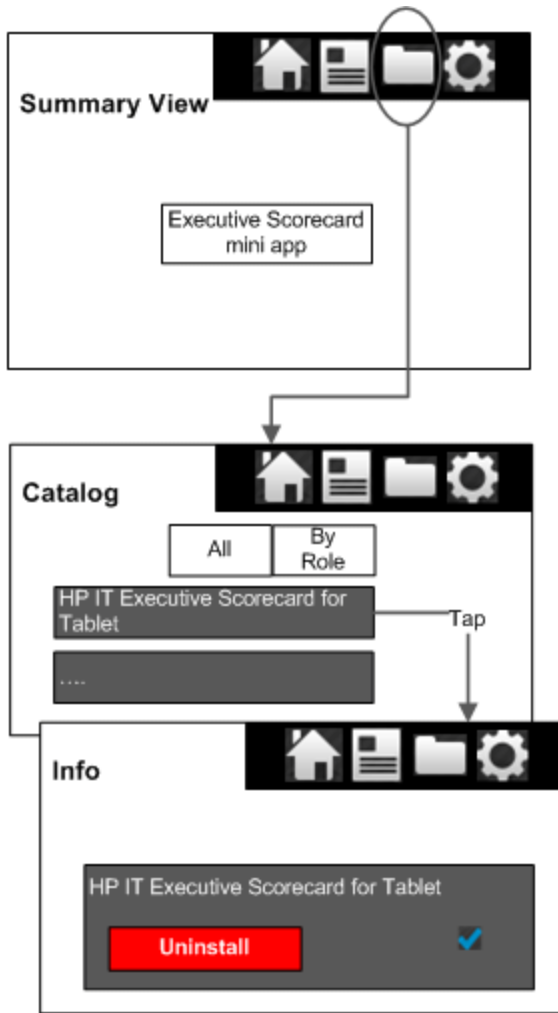 Summary View
Executive Scorecard
mini app
Catalog
All
By
Role
HP IT Executive Scorecard for
Tablet
Tap
....
Info
HP IT Executive Scorecard for Tablet
Uninstall